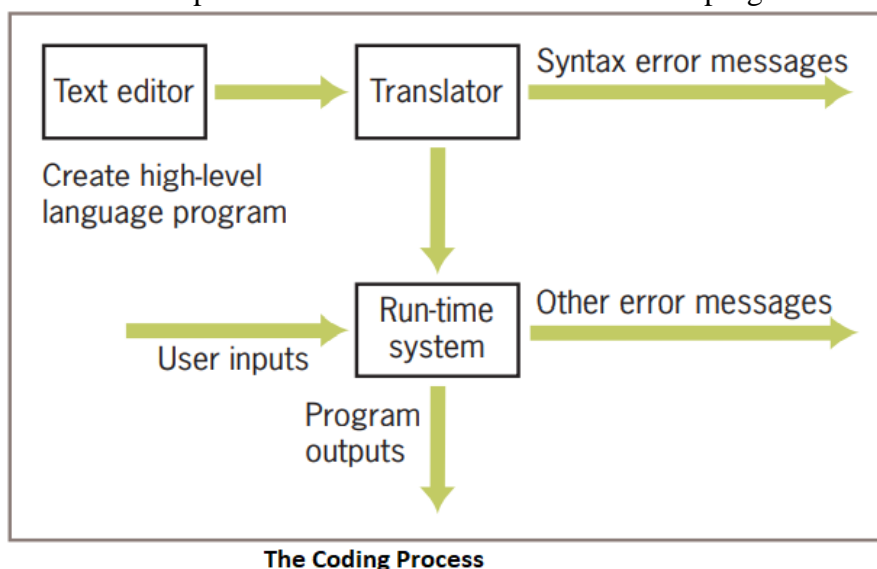 Text editor
Translator
Syntax error messages
Create high-level
language program
User inputs
Run-time
system
Other error messages
Program
outputs
The Coding Process